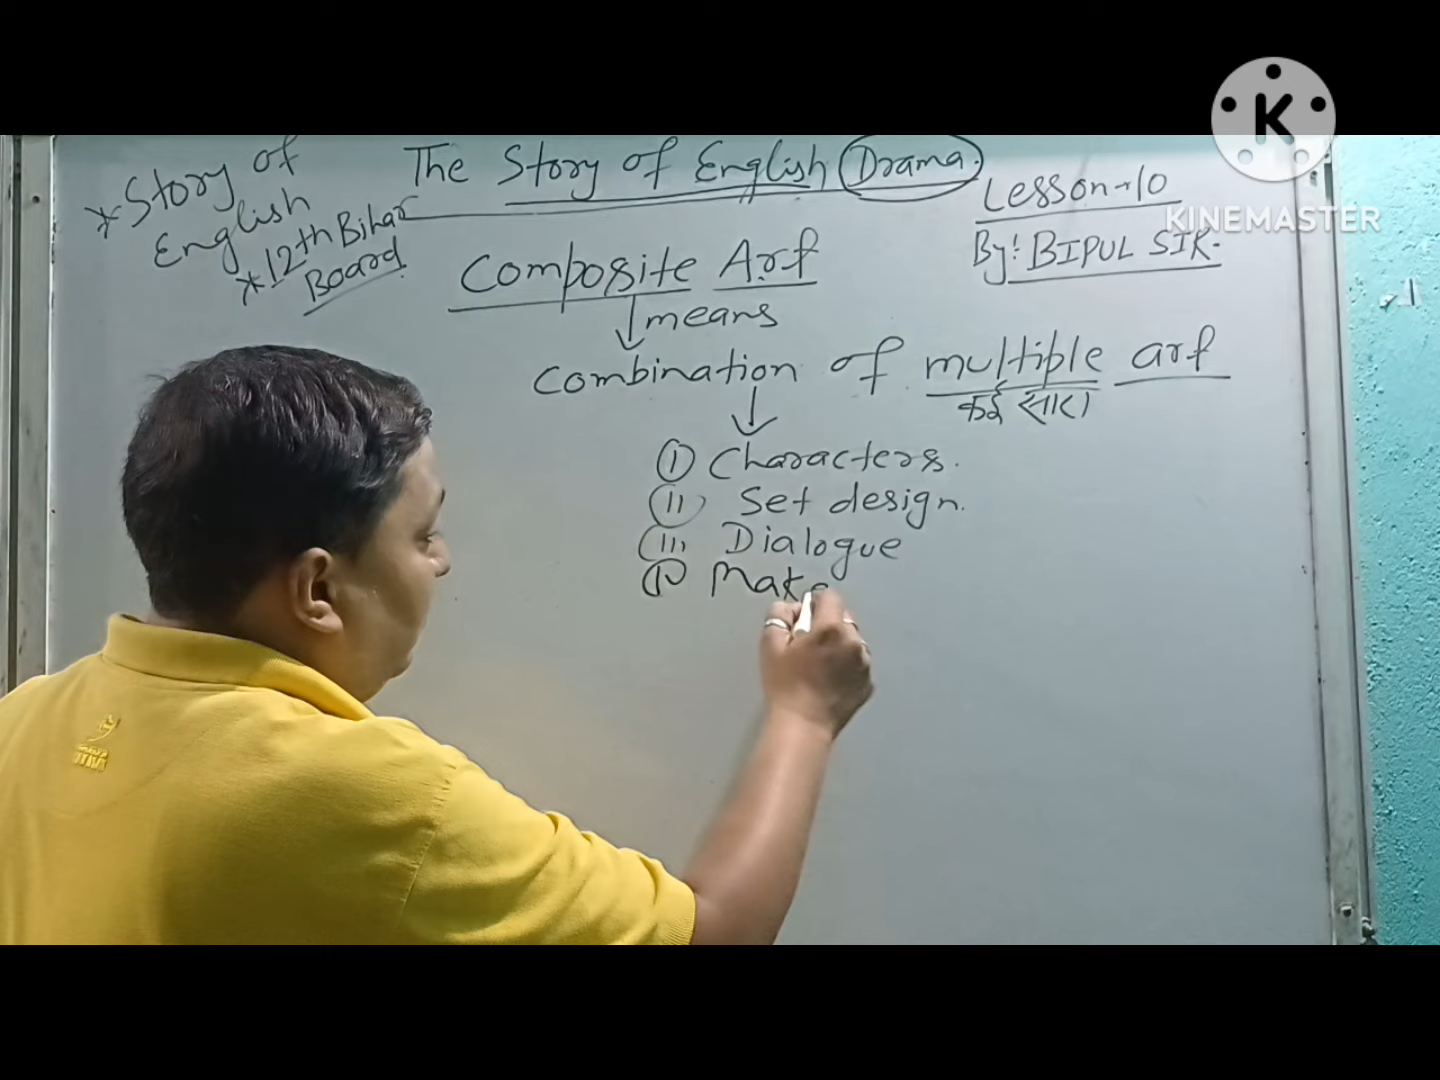 The Story of English Drama.
* Story of
English
* 12th Bihar
Board
Lesson-10
By: BIPUL SIR.
Composite Art
means
Combination of multiple art
कई सारा
(i) Characters.
(ii) Set design.
(iii) Dialogue
(iv) Make
K
KINEMASTER